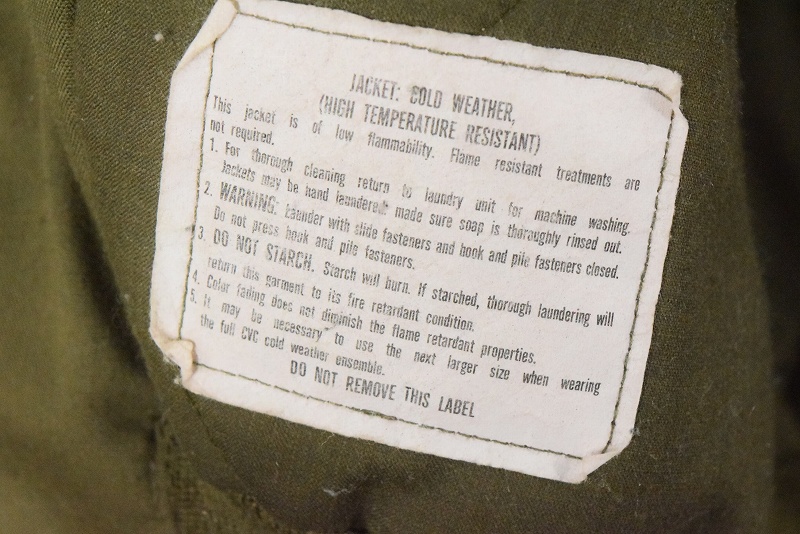 JACKET: COLD WEATHER,
(HIGH TEMPERATURE RESISTANT)
This jacket is of low flammability. Flame resistant treatments are
not required.
1. For thorough cleaning return to laundry unit for machine washing.
Jackets may be hand laundered: made sure soap is thoroughly rinsed out.
2. WARNING: Launder with slide fasteners and hook and pile fasteners closed.
Do not press hook and pile fasteners.
3. DO NOT STARCH. Starch will burn. If starched, thorough laundering will
return this garment to its fire retardant condition.
4. Color fading does not diminish the flame retardant properties.
5. It may be necessary to use the next larger size when wearing
the full CVC cold weather ensemble.
DO NOT REMOVE THIS LABEL